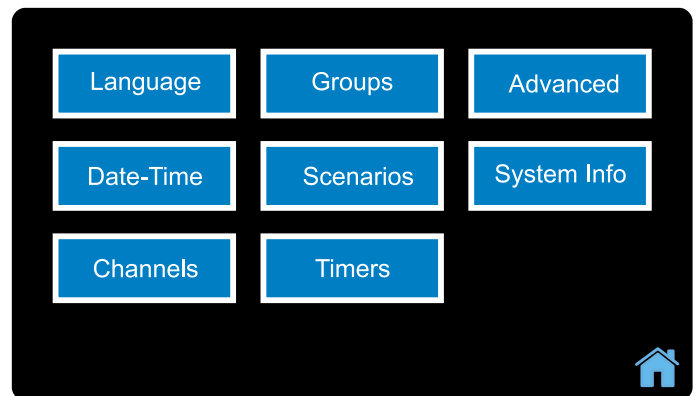 Language
Groups
Advanced
Date-Time
Scenarios
System Info
Channels
Timers